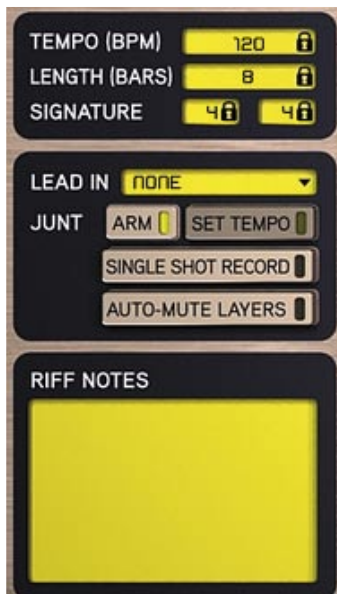 TEMPO (BPM) 120
LENGTH (BARS) 8
SIGNATURE 4 4
LEAD IN NONE
JUNT ARM SET TEMPO
SINGLE SHOT RECORD
AUTO-MUTE LAYERS
RIFF NOTES